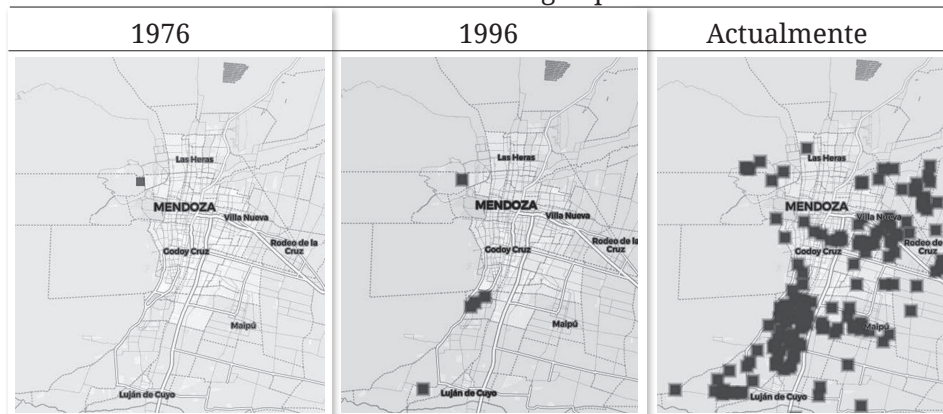 1976
1996
Actualmente
Las Heras
MENDOZA
Villa Nueva
Godoy Cruz
Rodeo de la
Cruz
Maipú
Luján de Cuyo
Las Heras
MENDOZA
Villa Nueva
Godoy Cruz
Rodeo de la
Cruz
Maipú
Luján de Cuyo
Las Heras
MENDOZA
Villa Nueva
Godoy Cruz
Rodeo de
Cruz
Maipú
Luján de Cuyo